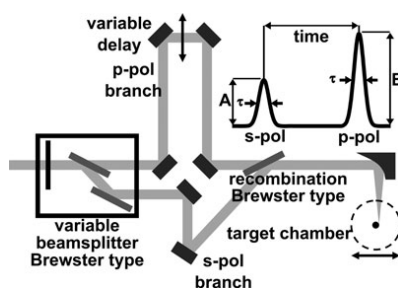 variable
delay
p-pol
branch
time
A
τ
τ
B
s-pol
p-pol
recombination
Brewster type
variable
beamsplitter
Brewster type
target chamber
s-pol
branch